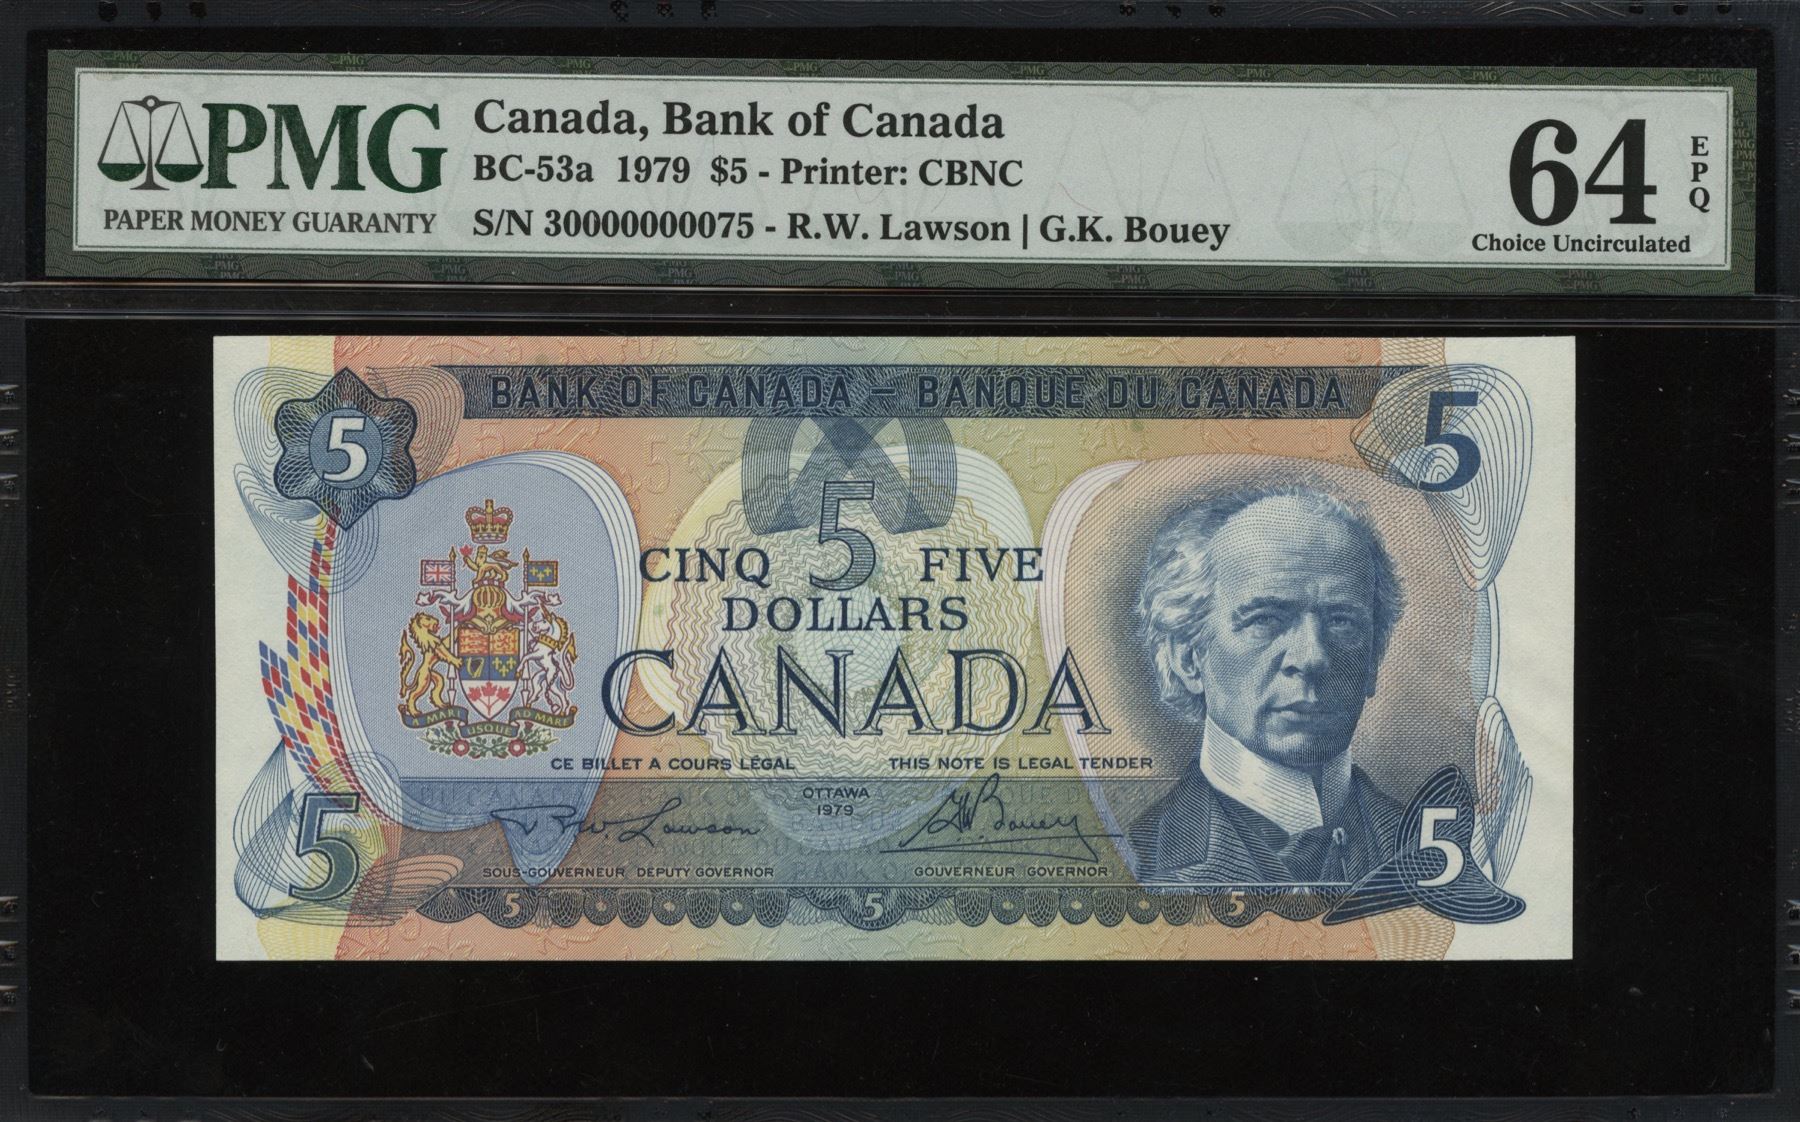 PMG
PAPER MONEY GUARANTY
Canada, Bank of Canada
BC-53a 1979 $5 - Printer: CBNC
S/N 30000000075 - R.W. Lawson | G.K. Bouey
64 EPQ
Choice Uncirculated
BANK OF CANADA – BANQUE DU CANADA
5
5
5
CINQ FIVE
DOLLARS
CANADA
A MARI USQUE AD MARE
CE BILLET A COURS LÉGAL
THIS NOTE IS LEGAL TENDER
OTTAWA
1979
R.W. Lawson
G.K. Bouey
SOUS-GOUVERNEUR DEPUTY GOVERNOR
GOUVERNEUR GOVERNOR
5
5
5 5 5